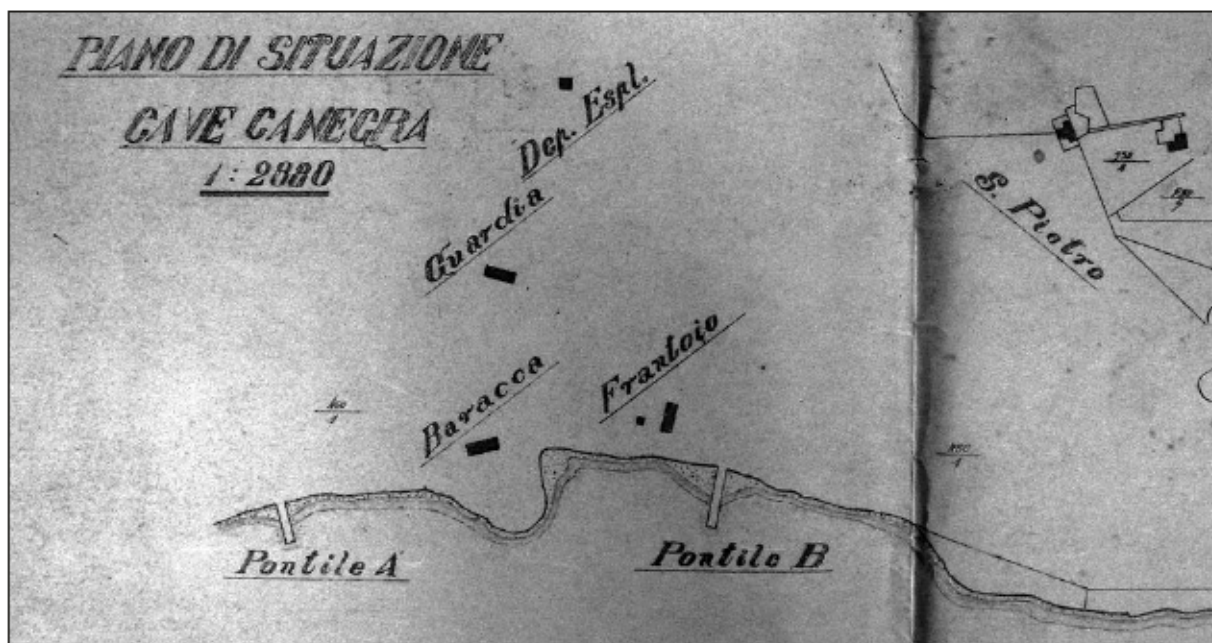 PIANO DI SITUAZIONE
CAVE CANEGRA
1:2880
Dep. Espl.
Guardia
S. Pietro
Frantoio
Baracca
Pontile A
Pontile B